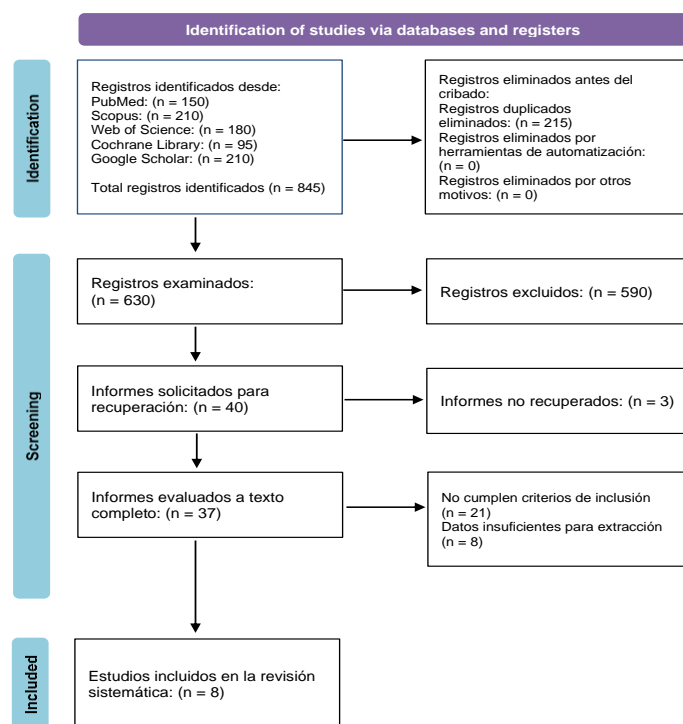 Identification of studies via databases and registers
Identification
Registros identificados desde:
PubMed: (n = 150)
Scopus: (n = 210)
Web of Science: (n = 180)
Cochrane Library: (n = 95)
Google Scholar: (n = 210)
Total registros identificados (n = 845)
Registros eliminados antes del
cribado:
Registros duplicados
eliminados: (n = 215)
Registros eliminados por
herramientas de automatización:
(n = 0)
Registros eliminados por otros
motivos: (n = 0)
Screening
Registros examinados:
(n = 630)
Registros excluidos: (n = 590)
Informes solicitados para
recuperación: (n = 40)
Informes no recuperados: (n = 3)
Informes evaluados a texto
completo: (n = 37)
No cumplen criterios de inclusión
(n = 21)
Datos insuficientes para extracción
(n = 8)
Included
Estudios incluidos en la revisión
sistemática: (n = 8)